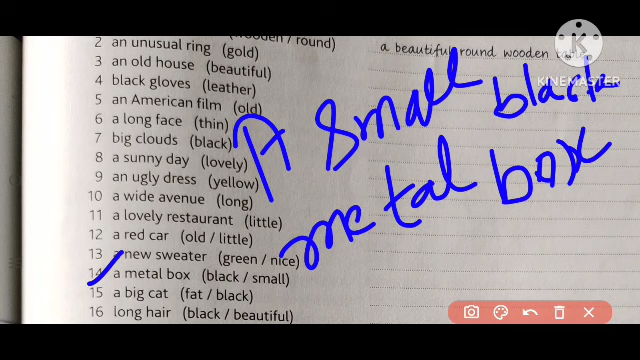 wooden / round)
2 an unusual ring (gold)
a beautiful round wooden table
3 an old house (beautiful)
4 black gloves (leather)
5 an American film (old)
6 a long face (thin)
7 big clouds (black)
8 a sunny day (lovely)
9 an ugly dress (yellow)
10 a wide avenue (long)
11 a lovely restaurant (little)
12 a red car (old / little)
13 a new sweater (green / nice)
14 a metal box (black / small)
15 a big cat (fat / black)
16 long hair (black / beautiful)
A small black
metal box
KINEMASTER